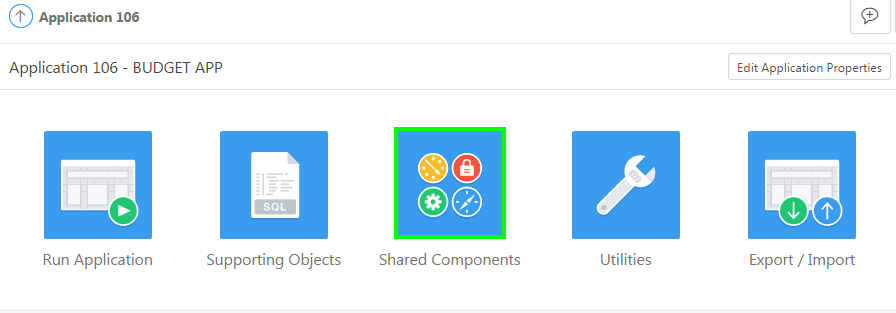 Application 106
Application 106 - BUDGET APP
Edit Application Properties
SQL
Run Application
Supporting Objects
Shared Components
Utilities
Export / Import